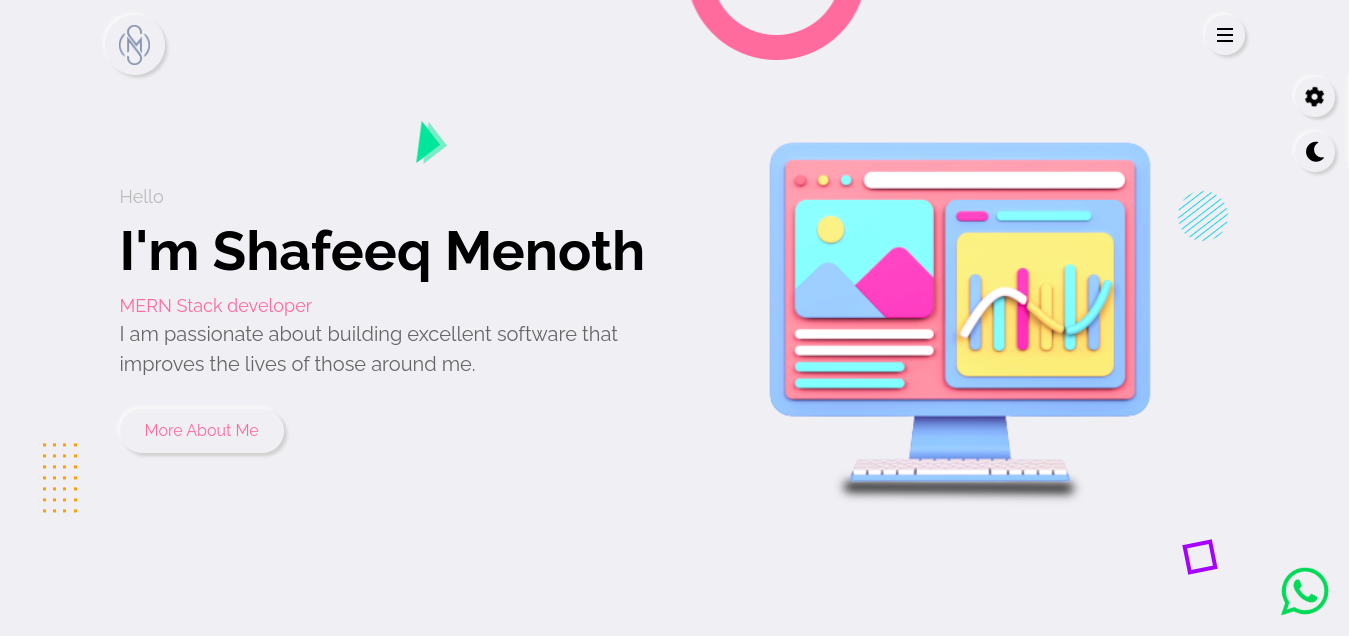 Hello
I'm Shafeeq Menoth
MERN Stack developer
I am passionate about building excellent software that
improves the lives of those around me.
More About Me